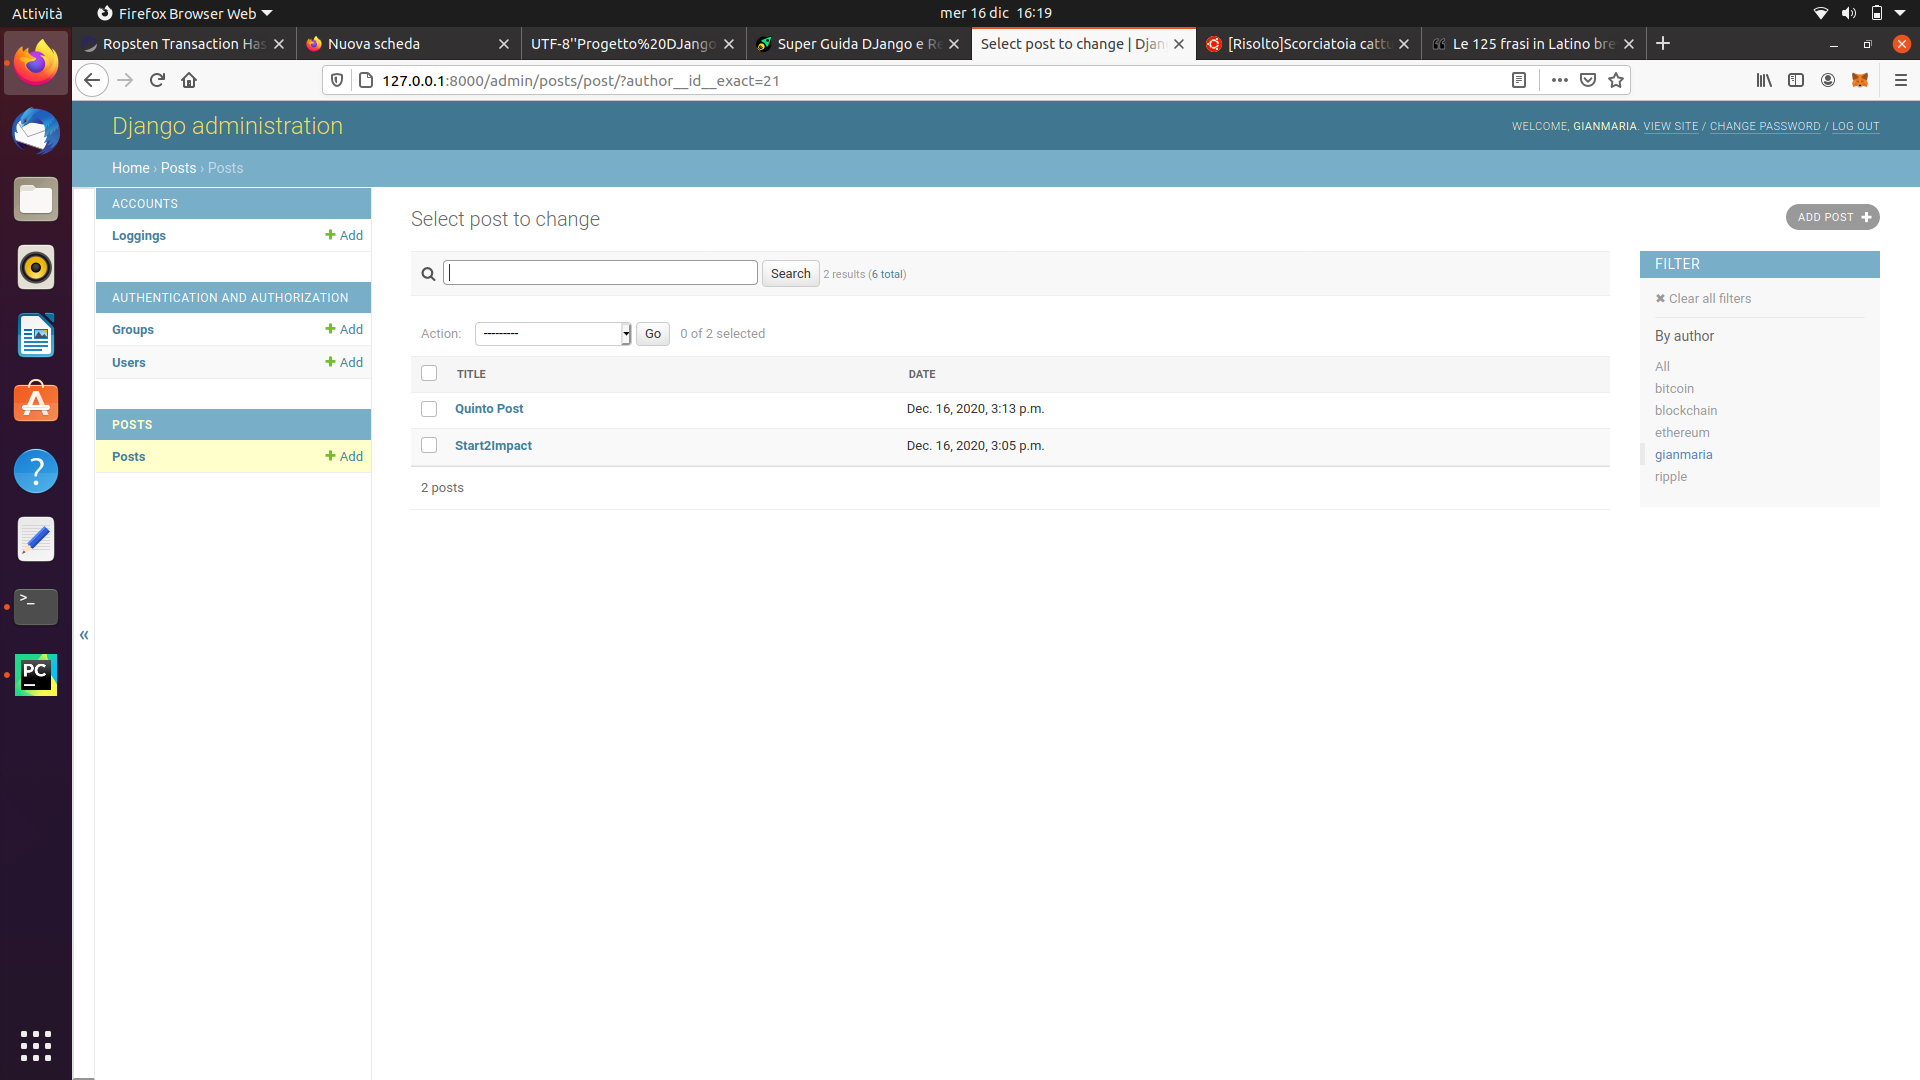 Attività
Firefox Browser Web
mer 16 dic 16:19
Ropsten Transaction Has
Nuova scheda
UTF-8''Progetto%20DJango
Super Guida DJango e Re
Select post to change | Djan
[Risolto]Scorciatoia cattu
Le 125 frasi in Latino bre
127.0.0.1:8000/admin/posts/post/?author__id__exact=21
Django administration
WELCOME, GIANMARIA. VIEW SITE / CHANGE PASSWORD / LOG OUT
Home › Posts › Posts
ACCOUNTS
Loggings
+ Add
AUTHENTICATION AND AUTHORIZATION
Groups
+ Add
Users
+ Add
POSTS
Posts
+ Add
«
Select post to change
ADD POST +
Search
2 results (6 total)
Action:
---------
Go
0 of 2 selected
TITLE
DATE
Quinto Post
Dec. 16, 2020, 3:13 p.m.
Start2Impact
Dec. 16, 2020, 3:05 p.m.
2 posts
FILTER
✖ Clear all filters
By author
All
bitcoin
blockchain
ethereum
gianmaria
ripple
?
>_
PC